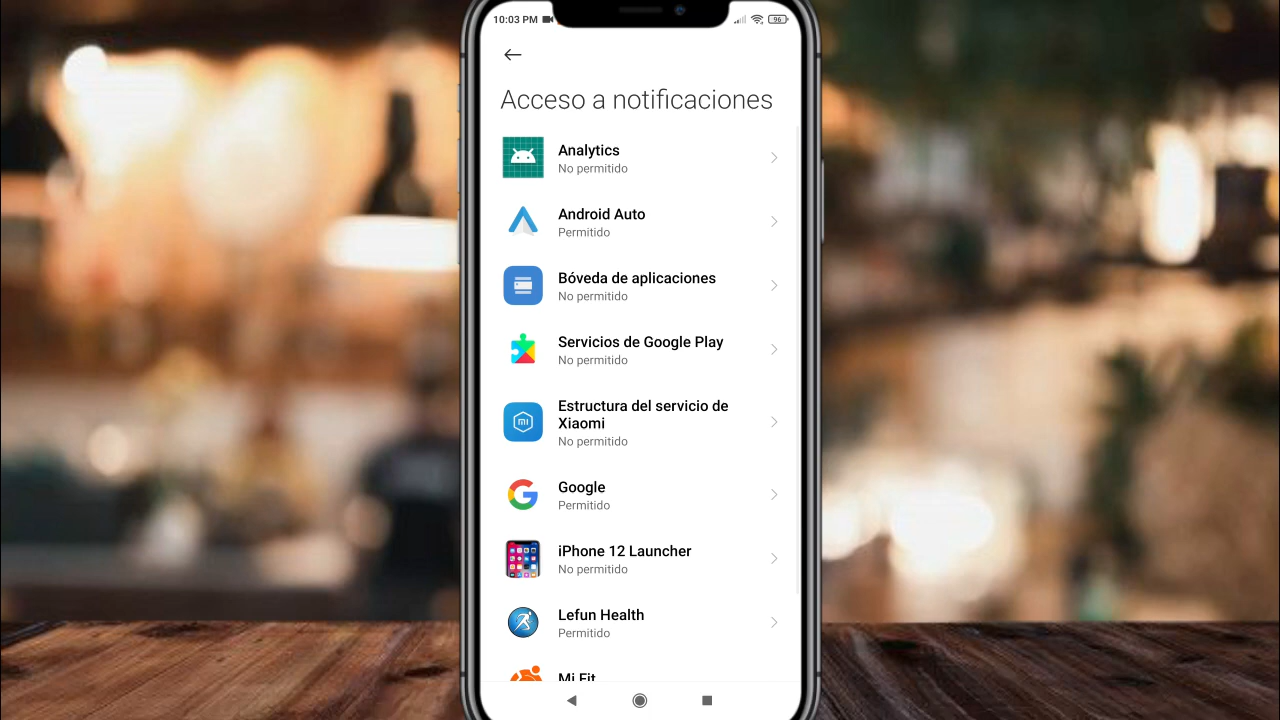 10:03 PM
96
Acceso a notificaciones
Analytics
No permitido
Android Auto
Permitido
Bóveda de aplicaciones
No permitido
Servicios de Google Play
No permitido
Estructura del servicio de
Xiaomi
No permitido
Google
Permitido
iPhone 12 Launcher
No permitido
Lefun Health
Permitido
Mi Fit